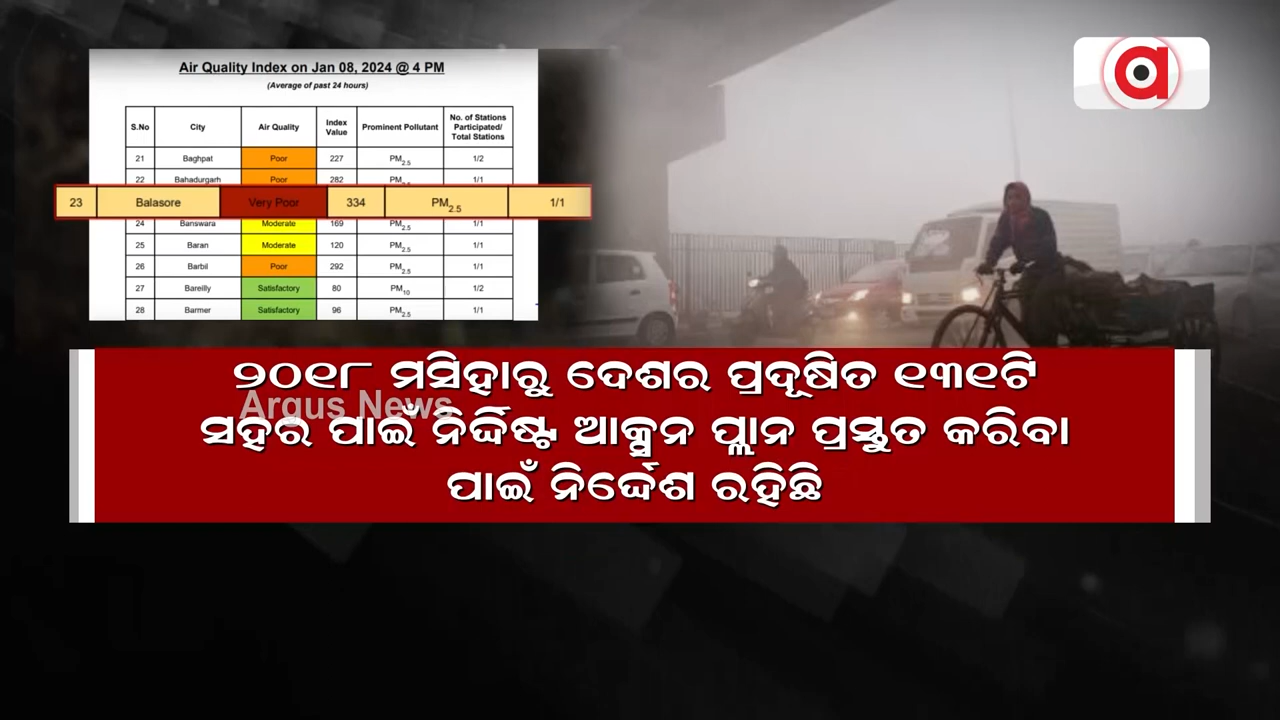 Air Quality Index on Jan 08, 2024 @ 4 PM
(Average of past 24 hours)
S.No City Air Quality Index Value Prominent Pollutant No. of Stations Participated/ Total Stations
21 Baghpat Poor 227 PM2.5 1/2
22 Bahadurgarh Poor 282 PM2.5 1/1
23 Balasore Very Poor 334 PM2.5 1/1
24 Banswara Moderate 169 PM2.5 1/1
25 Baran Moderate 120 PM2.5 1/1
26 Barbil Poor 292 PM2.5 1/1
27 Bareilly Satisfactory 80 PM10 1/2
28 Barmer Satisfactory 96 PM2.5 1/1
a
୨୦୧୮ ମସିହାରୁ ଦେଶର ପ୍ରଦୂଷିତ ୧୩୧ଟି
Argus News
ସହର ପାଇଁ ନିର୍ଦ୍ଦିଷ୍ଟ ଆକ୍ସନ ପ୍ଲାନ ପ୍ରସ୍ତୁତ କରିବା
ପାଇଁ ନିର୍ଦ୍ଦେଶ ରହିଛି